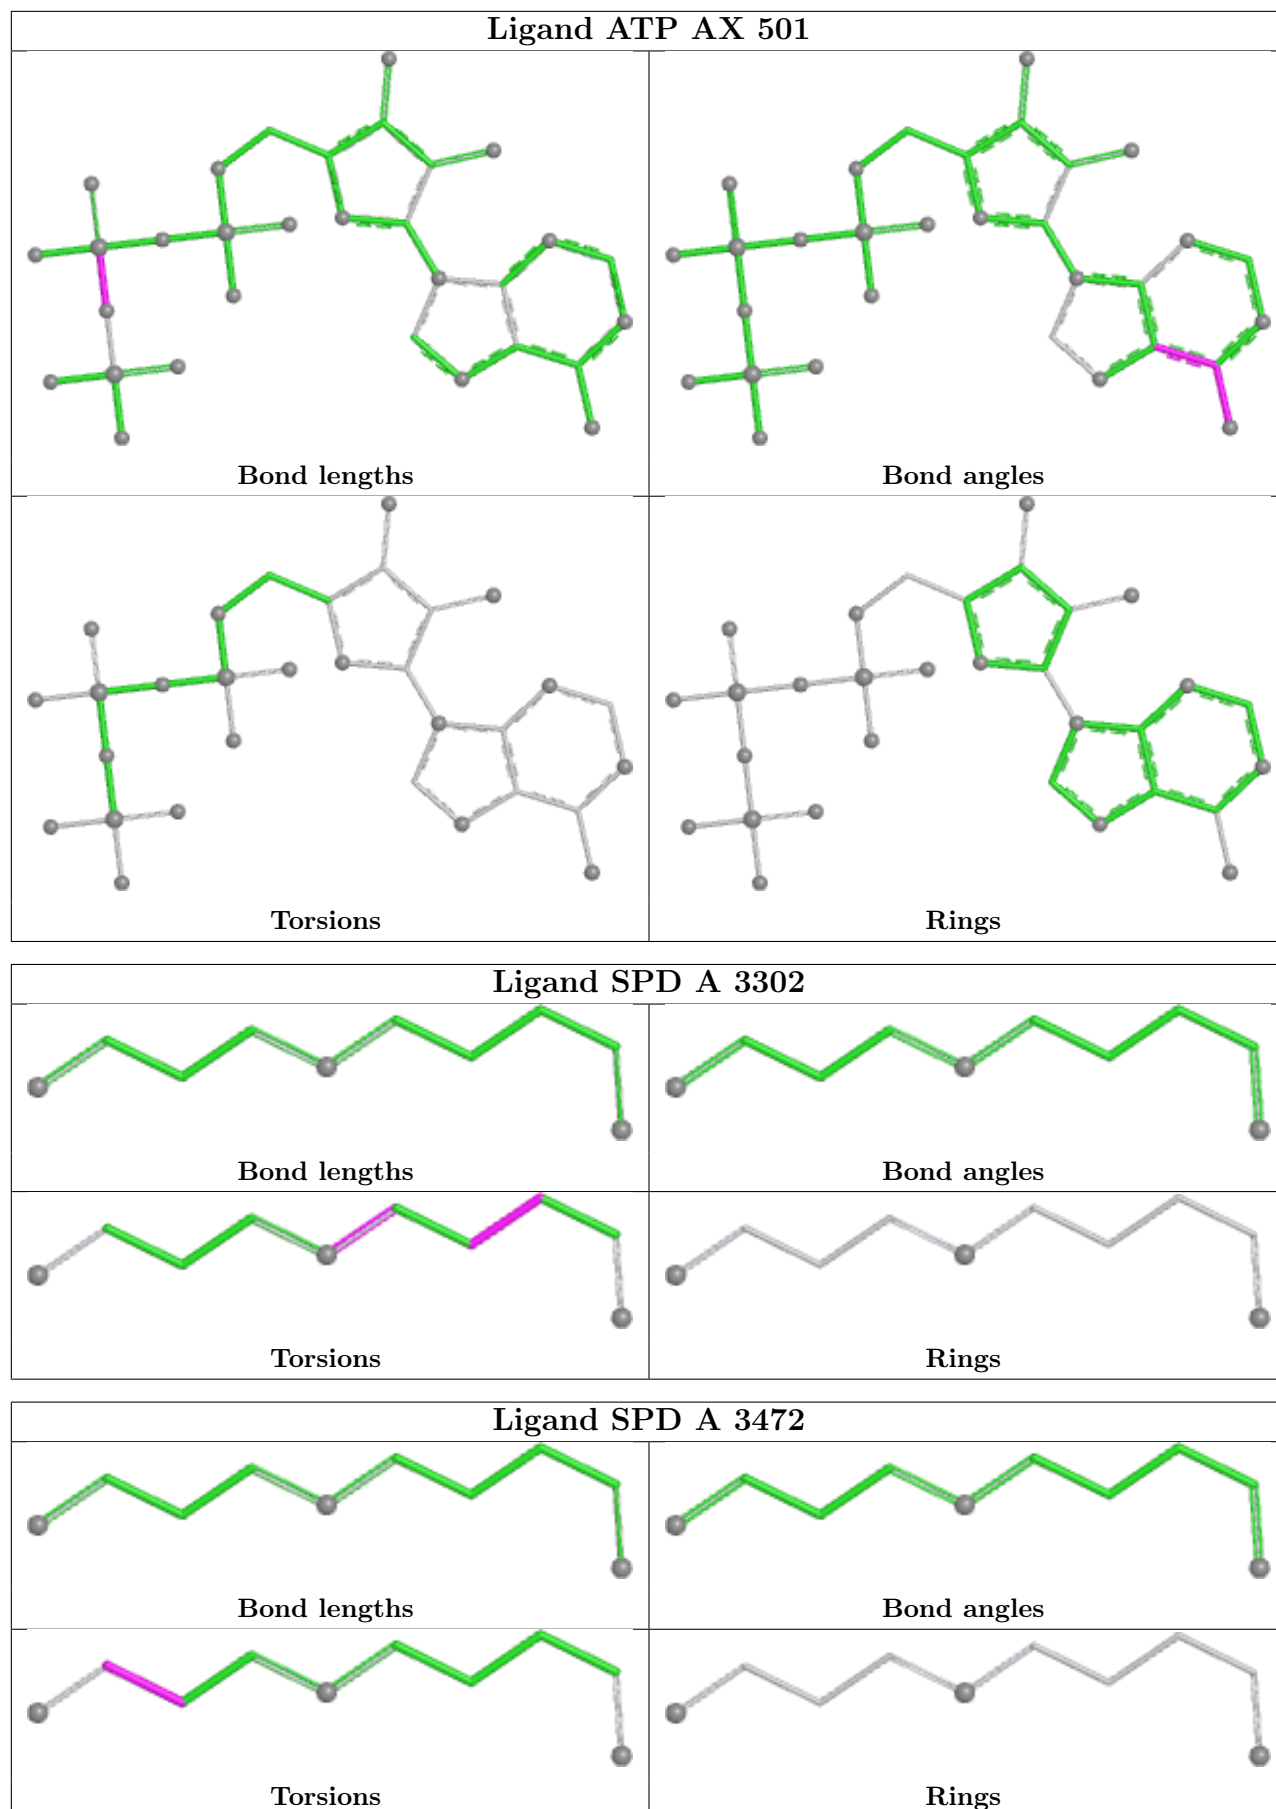 Ligand ATP AX 501
Bond lengths
Bond angles
Torsions
Rings
Ligand SPD A 3302
Bond lengths
Bond angles
Torsions
Rings
Ligand SPD A 3472
Bond lengths
Bond angles
Torsions
Rings